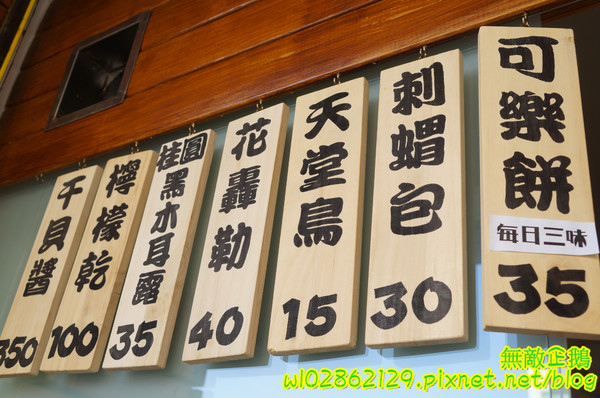 干貝醬 350
檸檬乾 100
桂圓黑木耳露 35
花轟勒 40
天堂鳥 15
刺蝟包 30
可樂餅 每日三味 35
無敵企鵝
w102862129.pixnet.net/blog